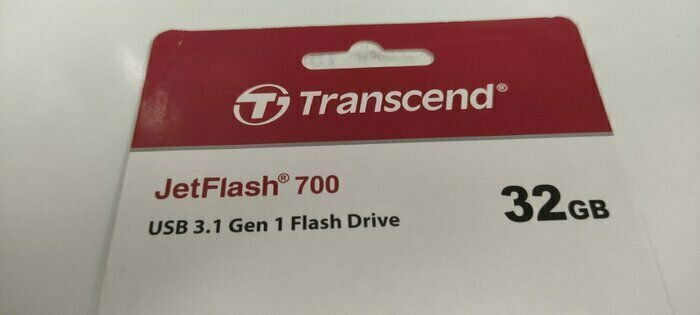 Transcend®
JetFlash® 700
32GB
USB 3.1 Gen 1 Flash Drive